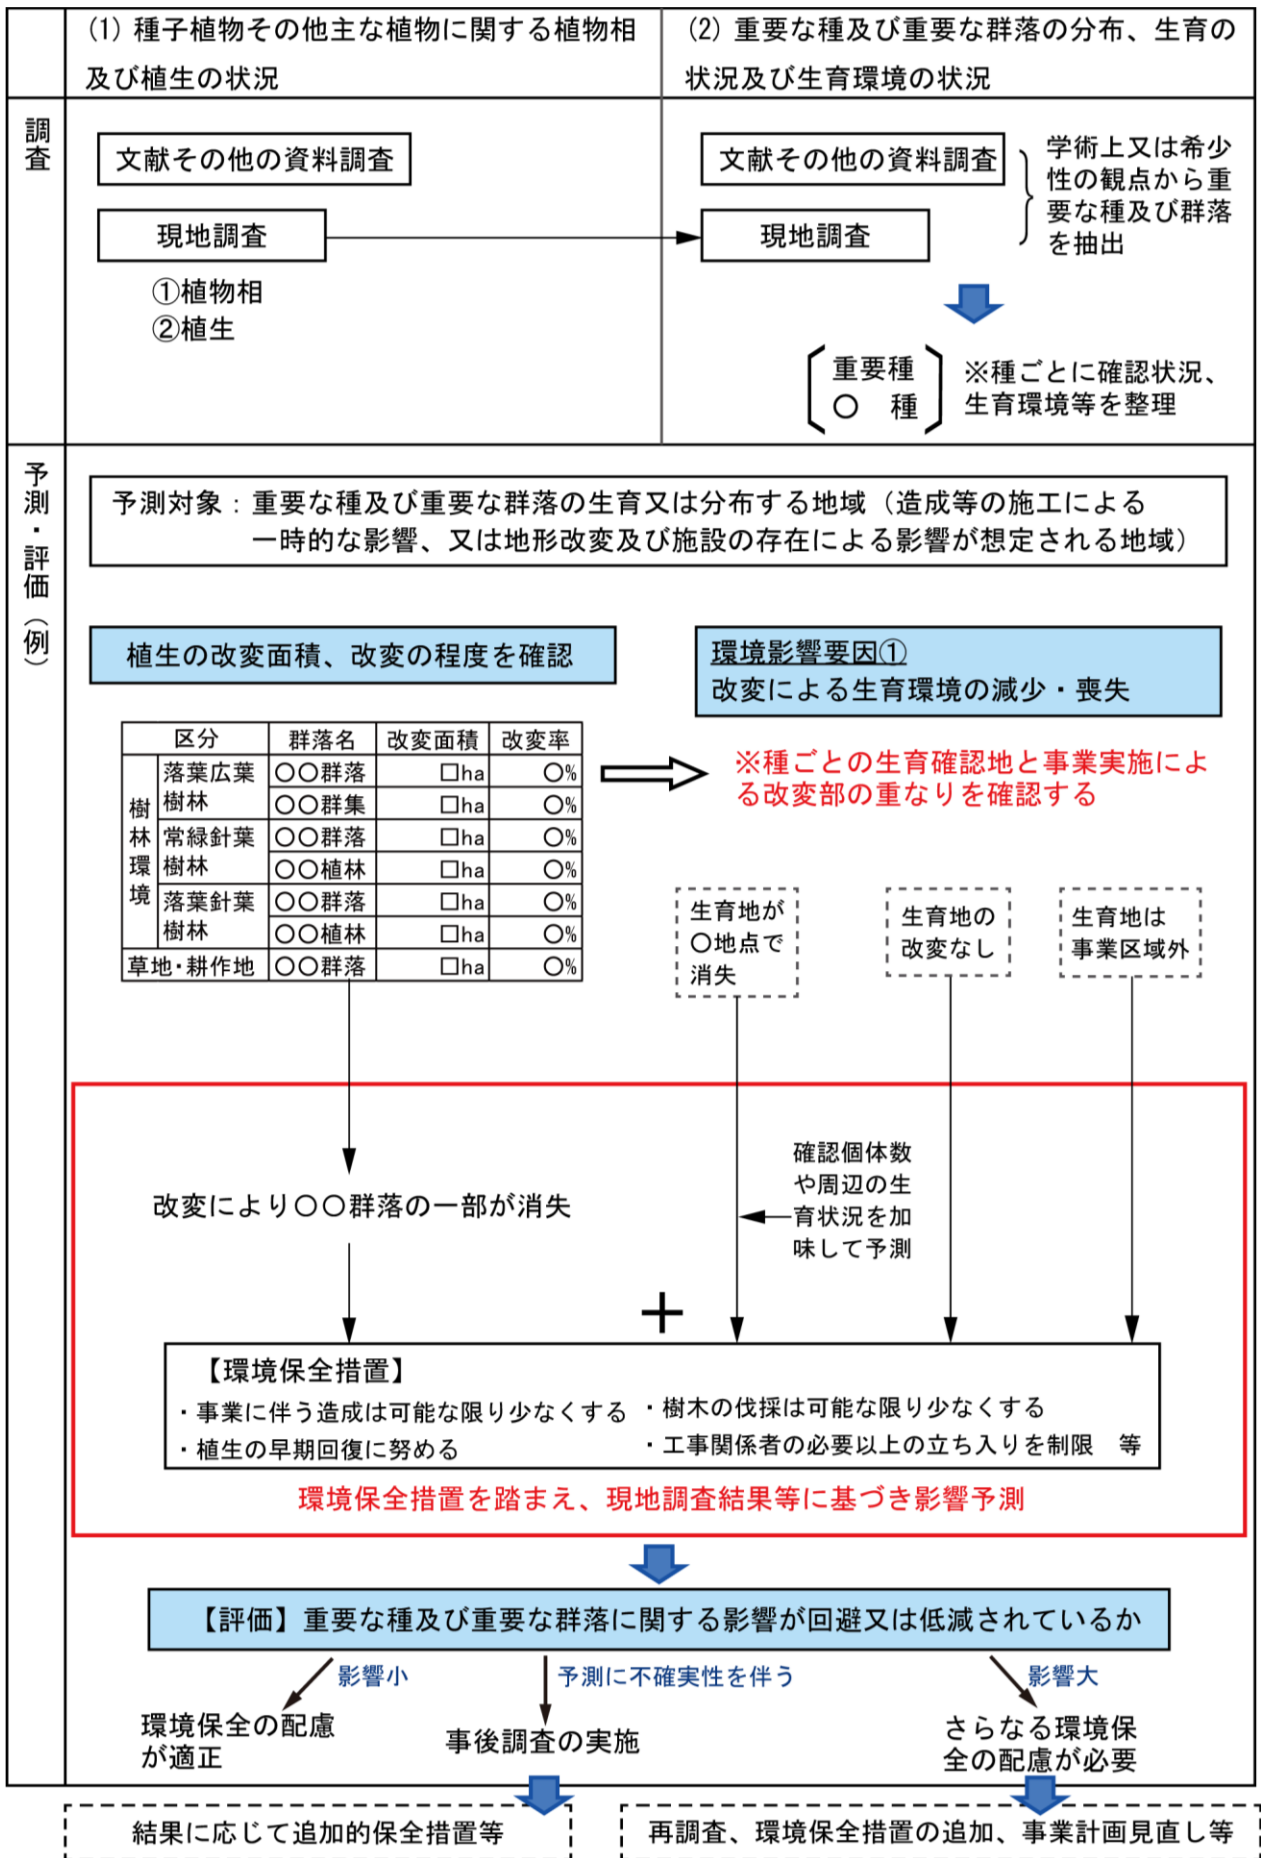 (1) 種子植物その他主な植物に関する植物相
及び植生の状況
(2) 重要な種及び重要な群落の分布、生育の
状況及び生育環境の状況
調査
文献その他の資料調査
現地調査
①植物相
②植生
文献その他の資料調査
現地調査
学術上又は希少
性の観点から重
要な種及び群落
を抽出
重要種
〇 種
※種ごとに確認状況、
生育環境等を整理
予測・評価（例）
予測対象：重要な種及び重要な群落の生育又は分布する地域（造成等の施工による
一時的な影響、又は地形改変及び施設の存在による影響が想定される地域）
植生の改変面積、改変の程度を確認
環境影響要因①
改変による生育環境の減少・喪失
区分 群落名 改変面積 改変率
樹林環境
落葉広葉
樹林
〇〇群落 □ha 〇%
〇〇群集 □ha 〇%
常緑針葉
樹林
〇〇群落 □ha 〇%
〇〇植林 □ha 〇%
落葉針葉
樹林
〇〇群落 □ha 〇%
〇〇植林 □ha 〇%
草地・耕作地 〇〇群落 □ha 〇%
※種ごとの生育確認地と事業実施によ
る改変部の重なりを確認する
生育地が
〇地点で
消失
生育地の
改変なし
生育地は
事業区域外
改変により〇〇群落の一部が消失
確認個体数
や周辺の生
育状況を加
味して予測
＋
【環境保全措置】
・事業に伴う造成は可能な限り少なくする
・植生の早期回復に努める
・樹木の伐採は可能な限り少なくする
・工事関係者の必要以上の立ち入りを制限 等
環境保全措置を踏まえ、現地調査結果等に基づき影響予測
【評価】重要な種及び重要な群落に関する影響が回避又は低減されているか
影響小
予測に不確実性を伴う
影響大
環境保全の配慮
が適正
事後調査の実施
さらなる環境保
全の配慮が必要
結果に応じて追加的保全措置等
再調査、環境保全措置の追加、事業計画見直し等